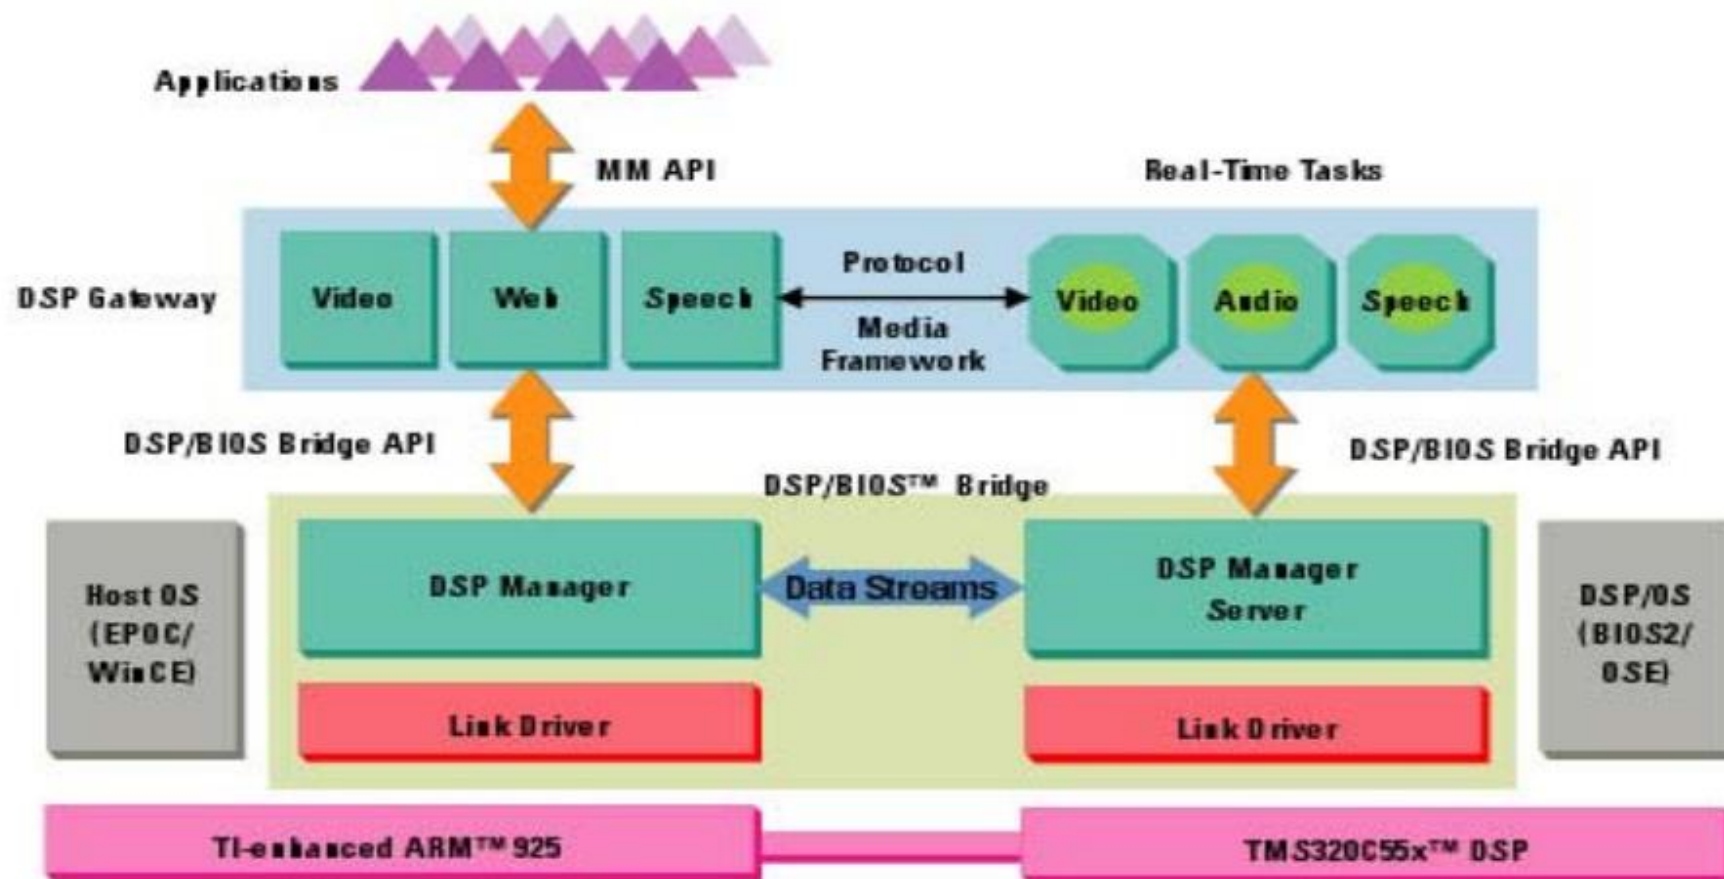 Applications
MM API
Real-Time Tasks
DSP Gateway
Video
Web
Speech
Protocol
Media
Framework
Video
Audio
Speech
DSP/BIOS Bridge API
DSP/BIOS Bridge API
DSP/BIOS™ Bridge
Host OS
(EPOC/
WinCE)
DSP Manager
Data Streams
DSP Manager
Server
DSP/OS
(BIOS2/
OSE)
Link Driver
Link Driver
TI-enhanced ARM™ 925
TMS320C55x™ DSP